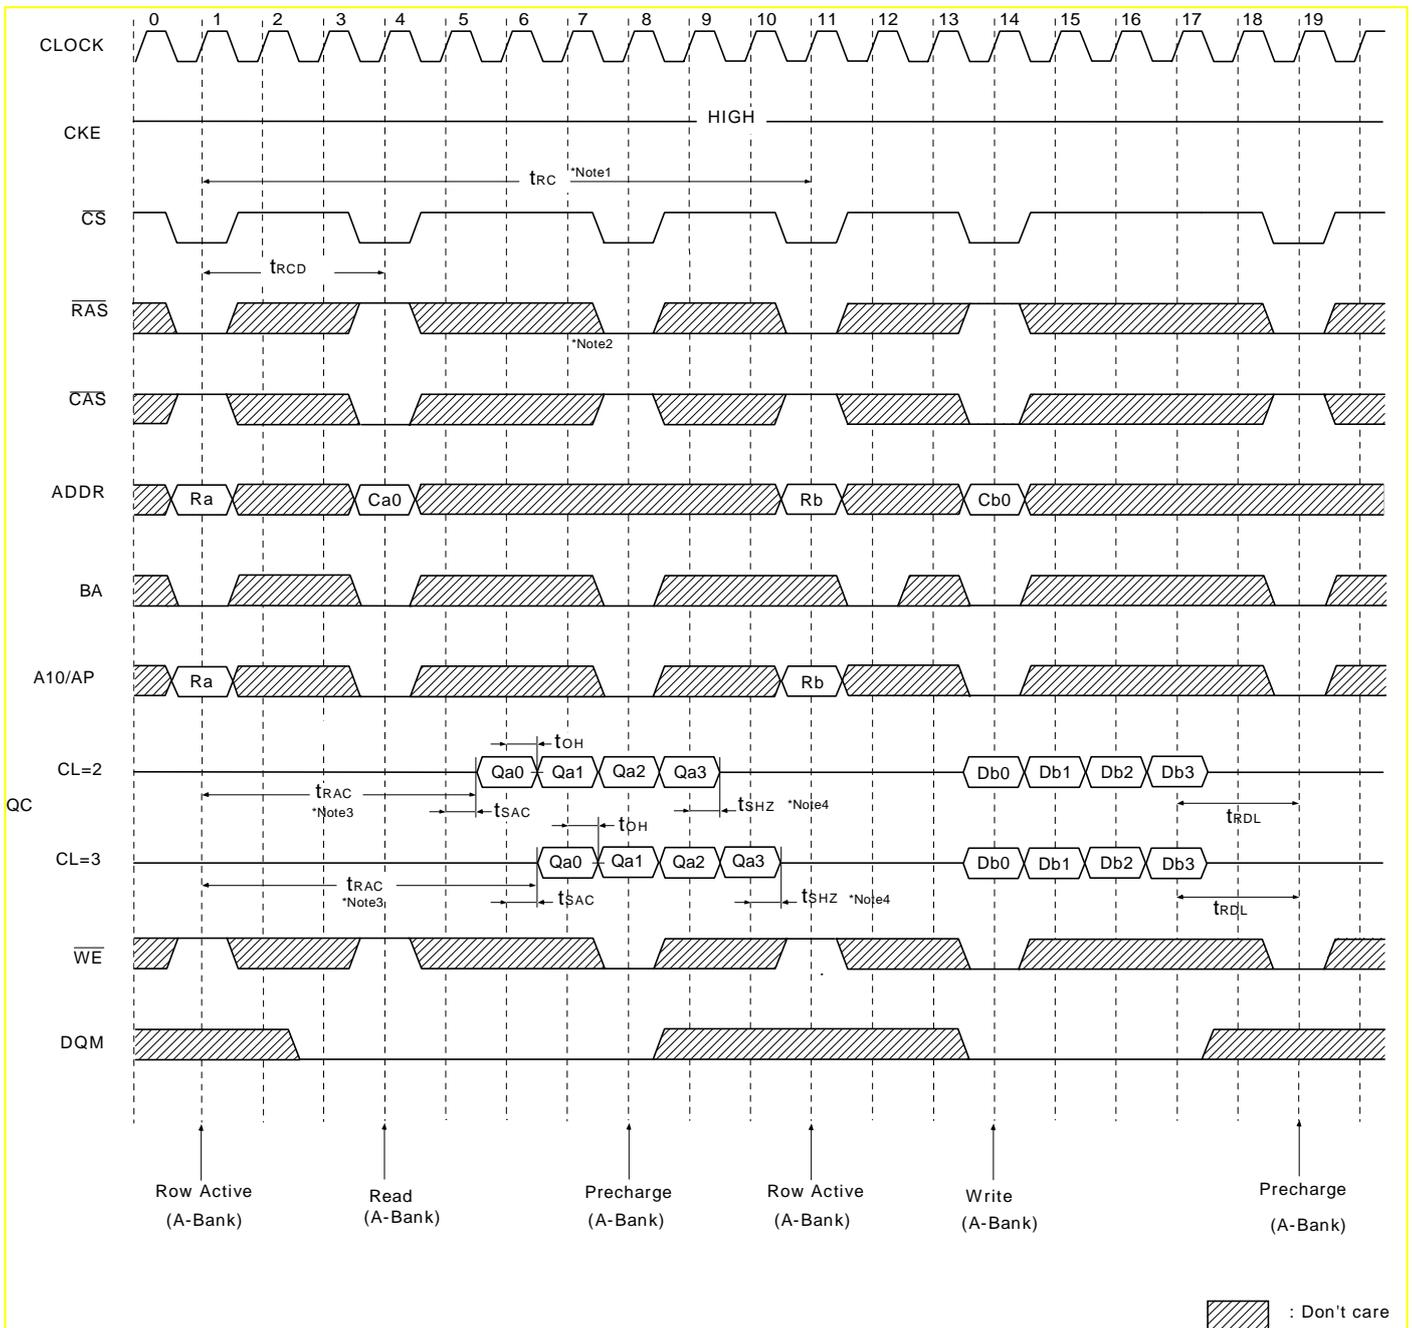 0 1 2 3 4 5 6 7 8 9 10 11 12 13 14 15 16 17 18 19
CLOCK
HIGH
CKE
tRC *Note1
CS
tRCD
RAS
*Note2
CAS
ADDR Ra Ca0 Rb Cb0
BA
A10/AP Ra Rb
tOH
CL=2 Qa0 Qa1 Qa2 Qa3 Db0 Db1 Db2 Db3
tRAC
QC
*Note3 tSAC tSHZ *Note4 tRDL
tOH
CL=3 Qa0 Qa1 Qa2 Qa3 Db0 Db1 Db2 Db3
tRAC
*Note3 tSAC tSHZ *Note4
tRDL
WE
DQM
Row Active Read Precharge Row Active Write Precharge
(A-Bank) (A-Bank) (A-Bank) (A-Bank) (A-Bank) (A-Bank)
: Don't care